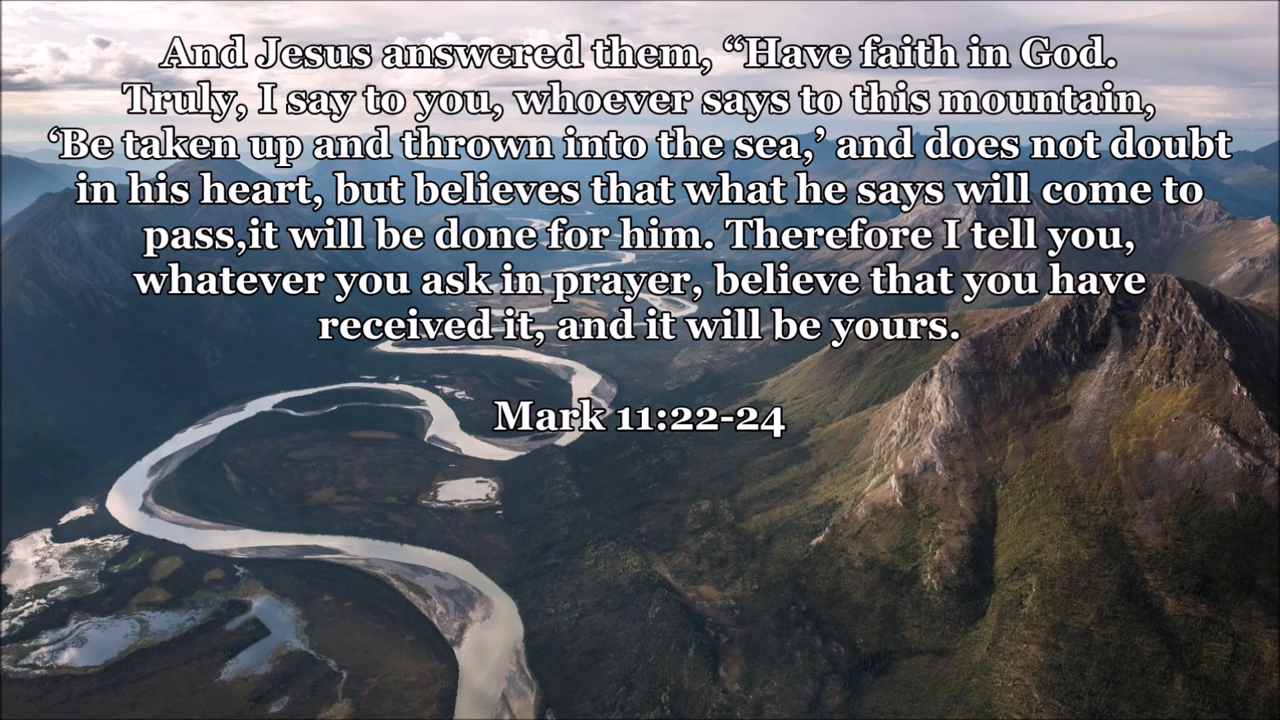 And Jesus answered them, “Have faith in God.
Truly, I say to you, whoever says to this mountain,
‘Be taken up and thrown into the sea,’ and does not doubt
in his heart, but believes that what he says will come to
pass,it will be done for him. Therefore I tell you,
whatever you ask in prayer, believe that you have
received it, and it will be yours.
Mark 11:22-24